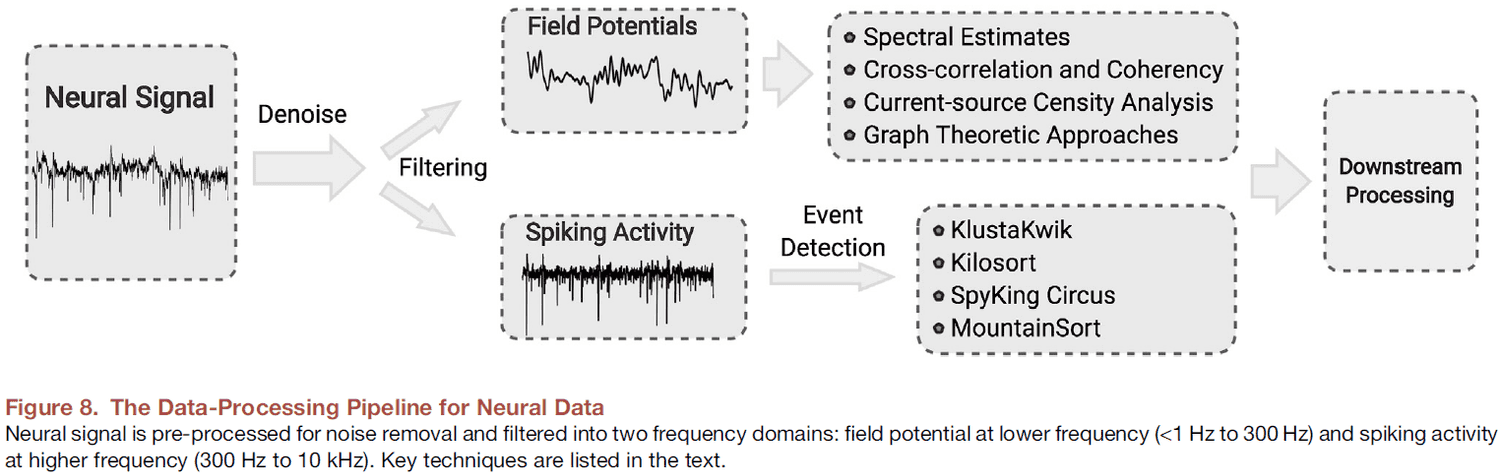 Neural Signal
Denoise
Filtering
Field Potentials
Spectral Estimates
Cross-correlation and Coherency
Current-source Censity Analysis
Graph Theoretic Approaches
Spiking Activity
Event
Detection
KlustaKwik
Kilosort
SpyKing Circus
MountainSort
Downstream
Processing
Figure 8. The Data-Processing Pipeline for Neural Data
Neural signal is pre-processed for noise removal and filtered into two frequency domains: field potential at lower frequency (<1 Hz to 300 Hz) and spiking activity
at higher frequency (300 Hz to 10 kHz). Key techniques are listed in the text.